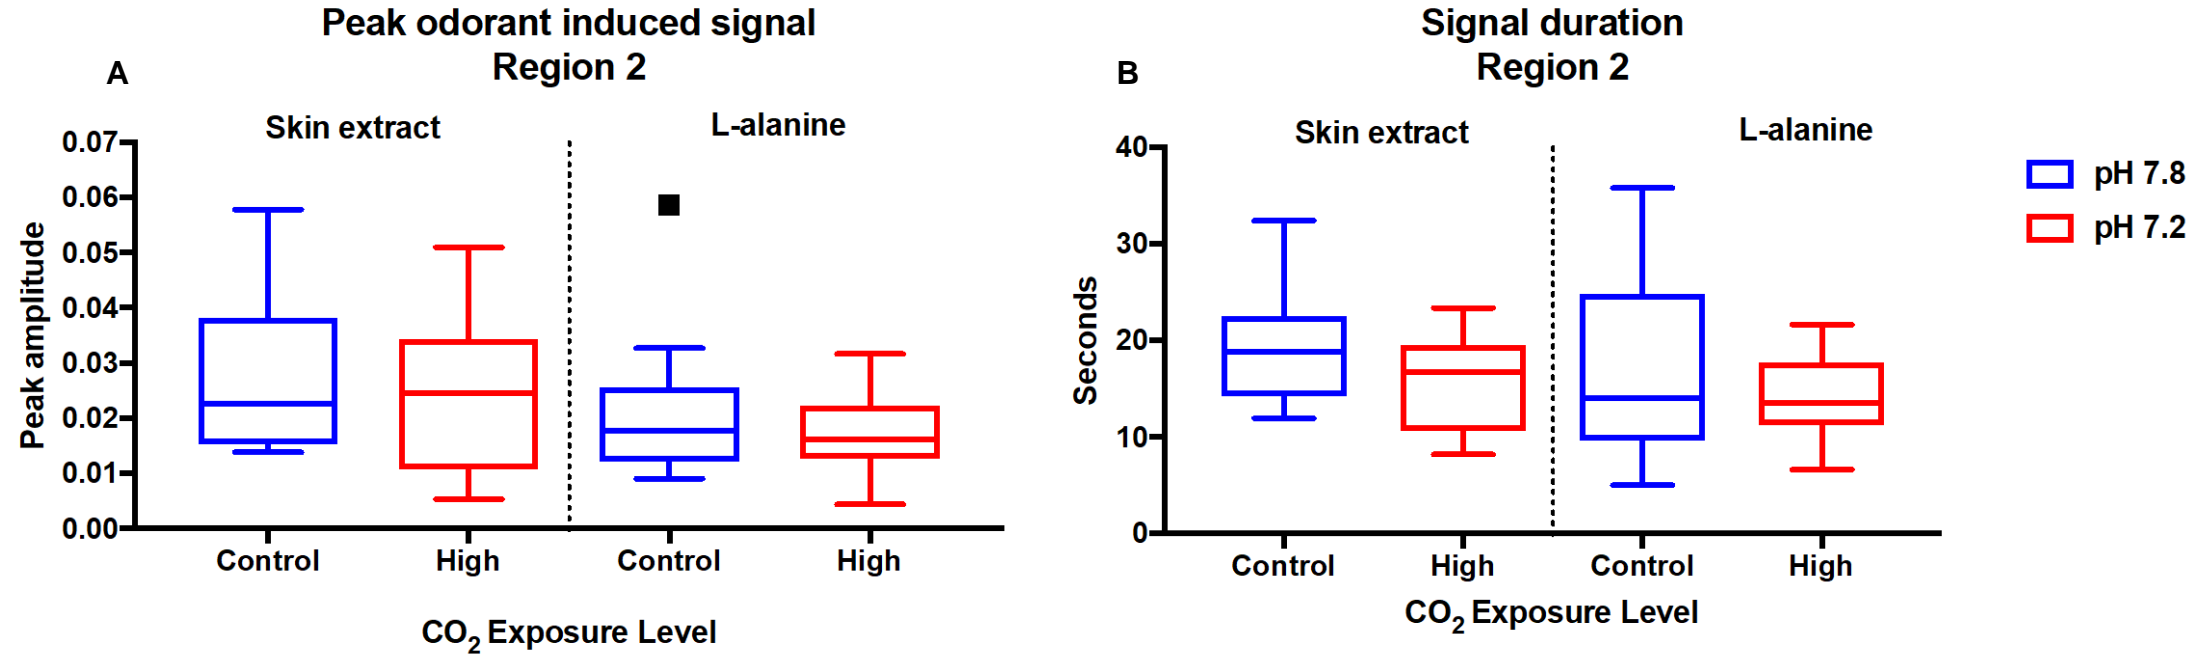 Peak odorant induced signal
Region 2
A
Skin extract
L-alanine
0.07
0.06
0.05
0.04
0.03
0.02
0.01
0.00
Peak amplitude
Control
High
Control
High
CO2 Exposure Level
Signal duration
Region 2
B
Skin extract
L-alanine
40
30
20
10
0
Seconds
Control
High
Control
High
CO2 Exposure Level
pH 7.8
pH 7.2